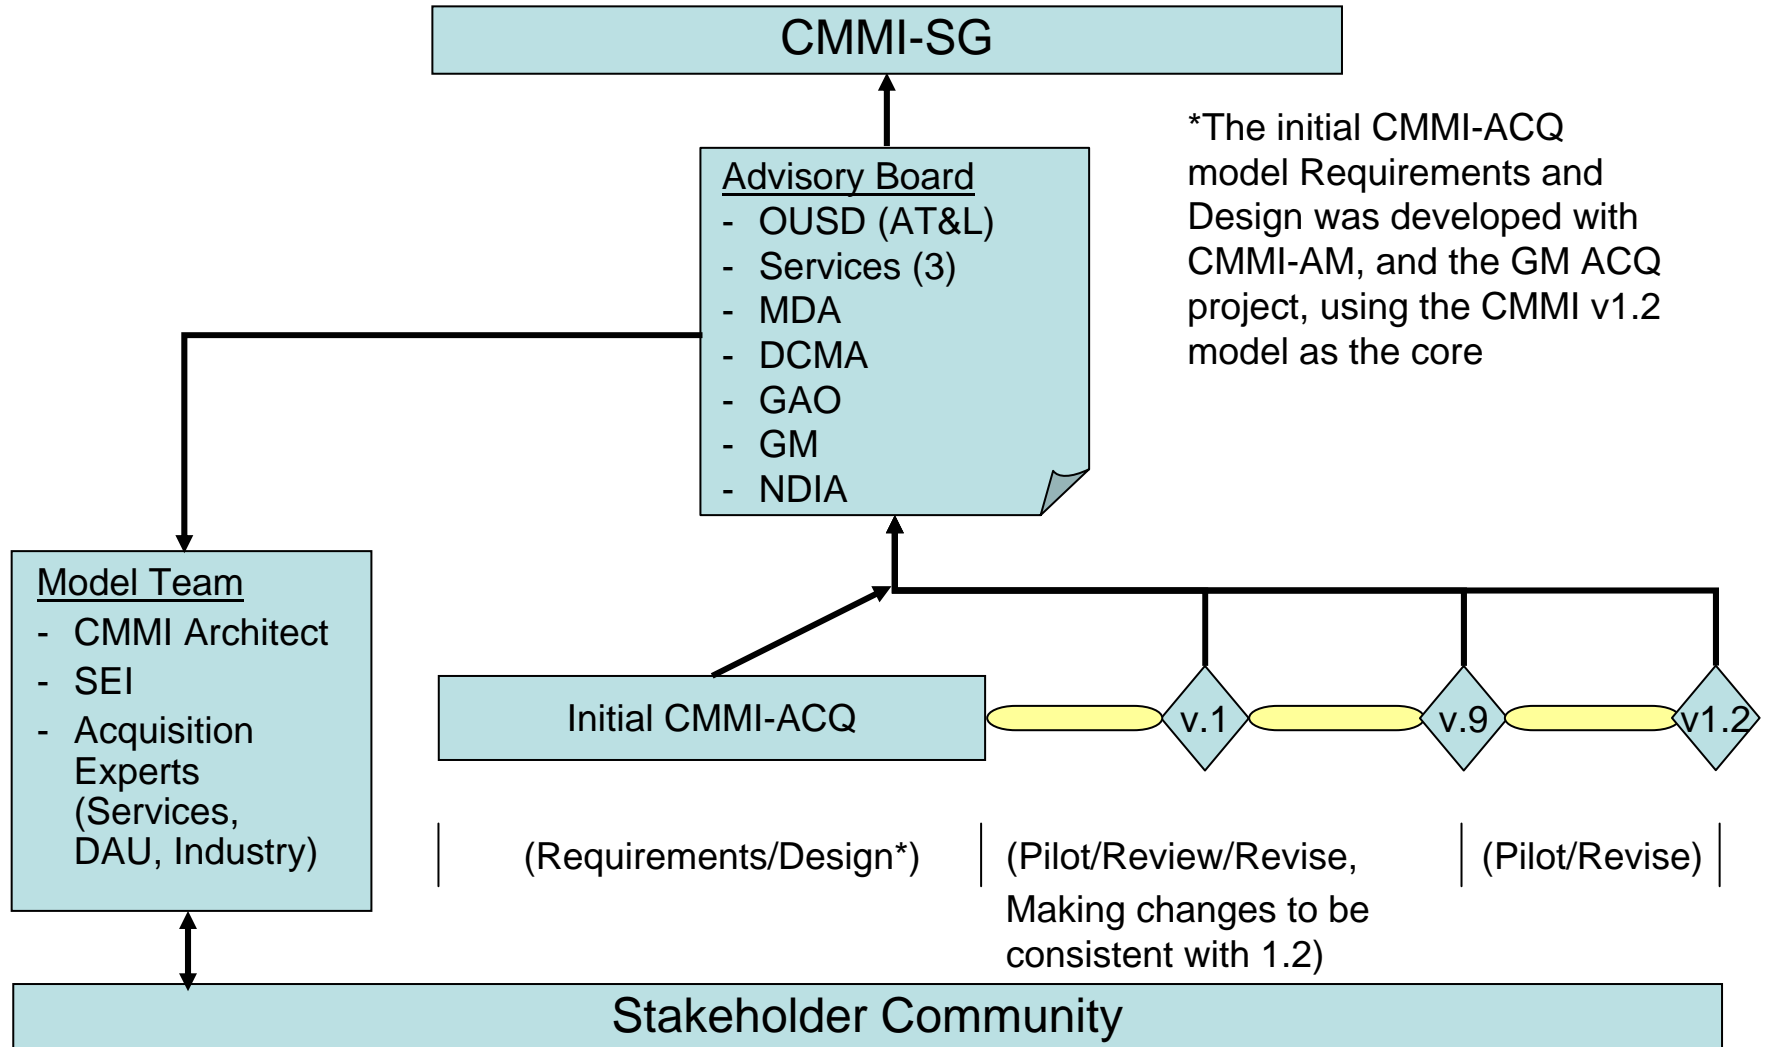 CMMI-SG
*The initial CMMI-ACQ
model Requirements and
Design was developed with
CMMI-AM, and the GM ACQ
project, using the CMMI v1.2
model as the core
Advisory Board
- OUSD (AT&L)
- Services (3)
- MDA
- DCMA
- GAO
- GM
- NDIA
Model Team
- CMMI Architect
- SEI
- Acquisition
Experts
(Services,
DAU, Industry)
Initial CMMI-ACQ
v.1
v.9
v1.2
(Requirements/Design*)
(Pilot/Review/Revise,
Making changes to be
consistent with 1.2)
(Pilot/Revise)
Stakeholder Community